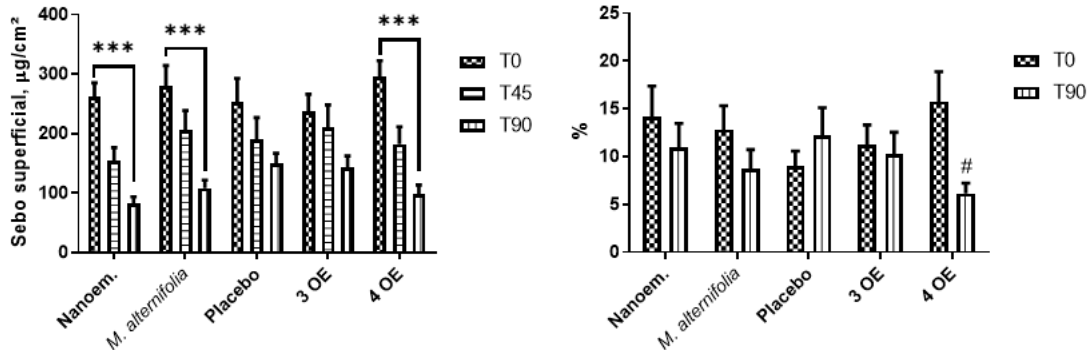 Sebo superficial, µg/cm²
400
300
200
100
0
***
***
***
Nanoem.
M. alternifolia
Placebo
3 OE
4 OE
T0
T45
T90
%
25
20
15
10
5
0
#
Nanoem.
M. alternifolia
Placebo
3 OE
4 OE
T0
T90